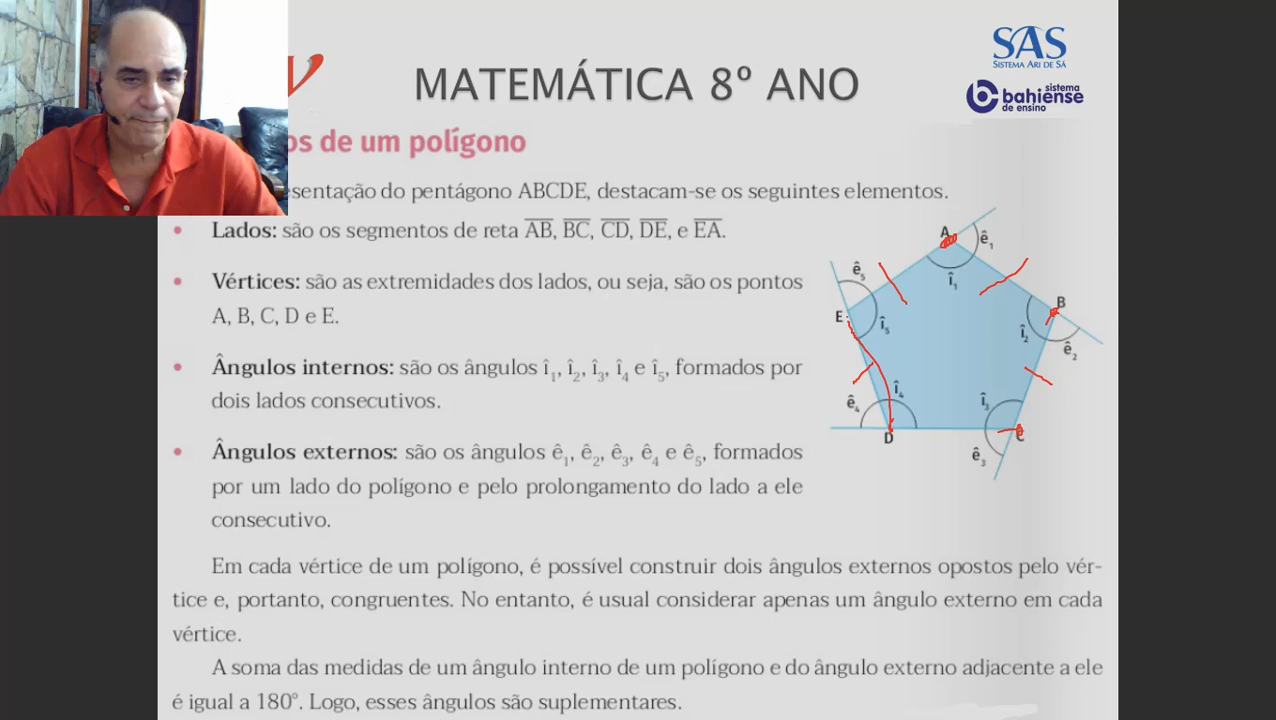 SAS
SISTEMA ARI DE SÁ
V
MATEMÁTICA 8º ANO
sistema
bahiense
de ensino
os de um polígono
esentação do pentágono ABCDE, destacam-se os seguintes elementos.
• Lados: são os segmentos de reta A̅B̅, B̅C̅, C̅D̅, D̅E̅, e E̅A̅.
• Vértices: são as extremidades dos lados, ou seja, são os pontos
A, B, C, D e E.
• Ângulos internos: são os ângulos î₁, î₂, î₃, î₄ e î₅, formados por
dois lados consecutivos.
• Ângulos externos: são os ângulos ê₁, ê₂, ê₃, ê₄ e ê₅, formados
por um lado do polígono e pelo prolongamento do lado a ele
consecutivo.
A
ê₁
î₁
ê₅
B
E
î₅
î₂
ê₂
î₄
ê₄
î₃
D
C
ê₃
Em cada vértice de um polígono, é possível construir dois ângulos externos opostos pelo vér-
tice e, portanto, congruentes. No entanto, é usual considerar apenas um ângulo externo em cada
vértice.
A soma das medidas de um ângulo interno de um polígono e do ângulo externo adjacente a ele
é igual a 180°. Logo, esses ângulos são suplementares.